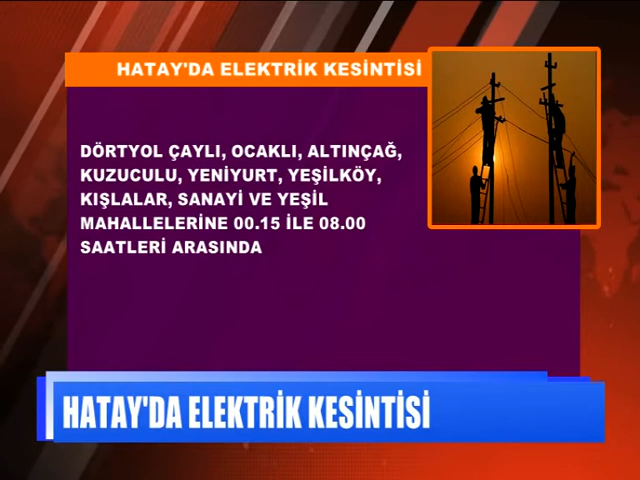 HATAY'DA ELEKTRİK KESİNTİSİ
DÖRTYOL ÇAYLI, OCAKLI, ALTINÇAĞ,
KUZUCULU, YENİYURT, YEŞİLKÖY,
KIŞLALAR, SANAYİ VE YEŞİL
MAHALLELERİNE 00.15 İLE 08.00
SAATLERİ ARASINDA
HATAY'DA ELEKTRİK KESİNTİSİ